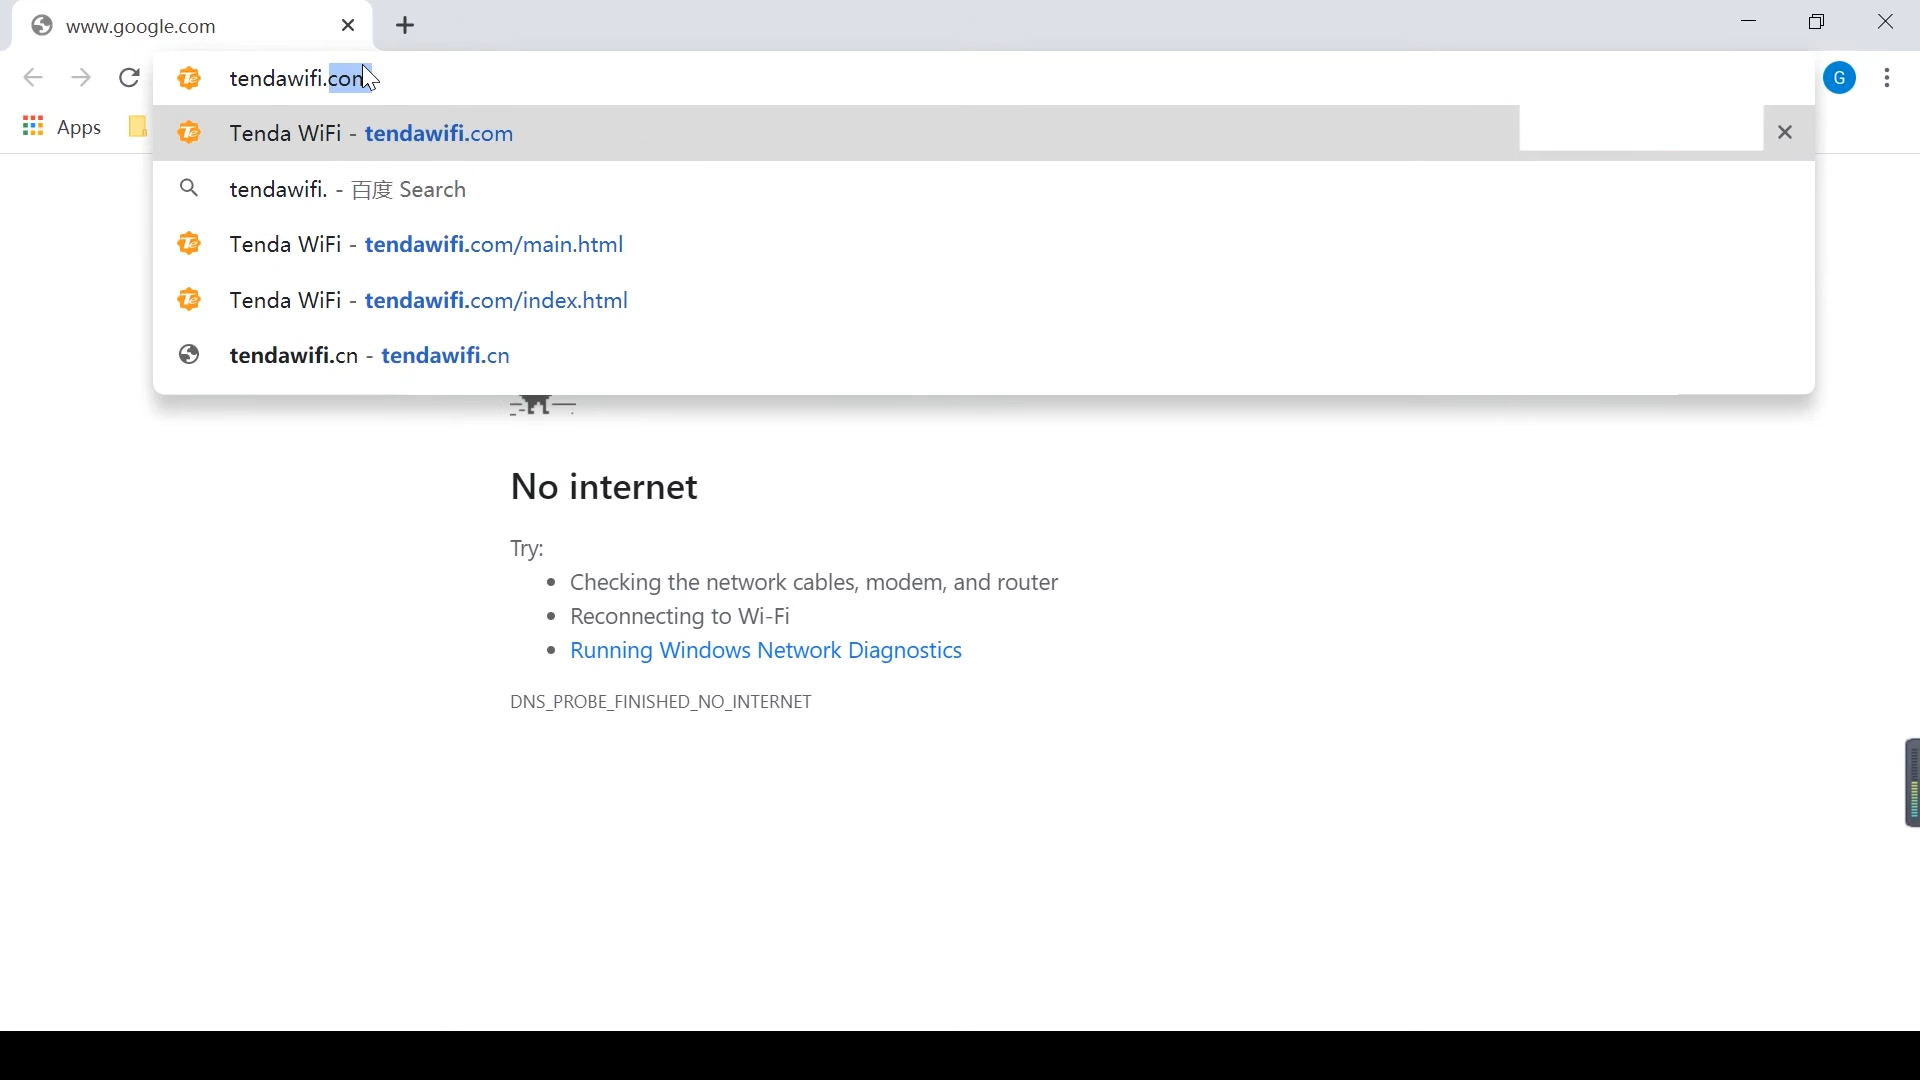 www.google.com
tendawifi.com
G
Apps
Tenda WiFi - tendawifi.com
tendawifi. - 百度 Search
Tenda WiFi - tendawifi.com/main.html
Tenda WiFi - tendawifi.com/index.html
tendawifi.cn - tendawifi.cn
No internet
Try:
• Checking the network cables, modem, and router
• Reconnecting to Wi-Fi
• Running Windows Network Diagnostics
DNS_PROBE_FINISHED_NO_INTERNET